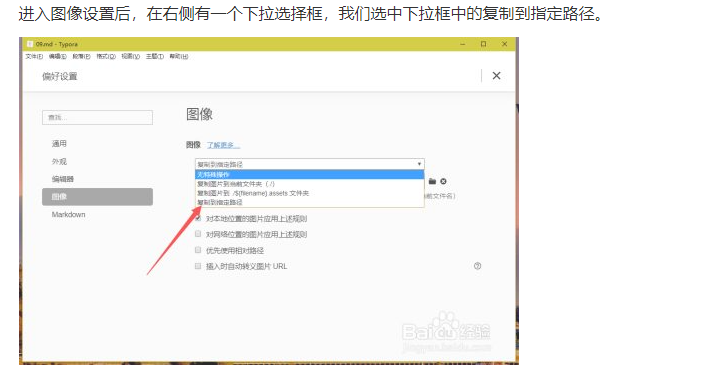 进入图像设置后，在右侧有一个下拉选择框，我们选中下拉框中的复制到指定路径。
09.md - Typora
文件(F) 编辑(E) 段落(P) 格式(O) 视图(V) 主题(T) 帮助(H)
偏好设置
图像
查找...
图像 了解更多...
通用
复制到指定路径
外观
无特殊操作
复制图片到当前文件夹 ( ./ )
编辑器
复制图片到 ./${filename}.assets 文件夹
当前文件名)
图像
复制到指定路径
Markdown
对本地位置的图片应用上述规则
对网络位置的图片应用上述规则
优先使用相对路径
插入时自动转义图片 URL
Baidu 经验
jingyan.baidu.com